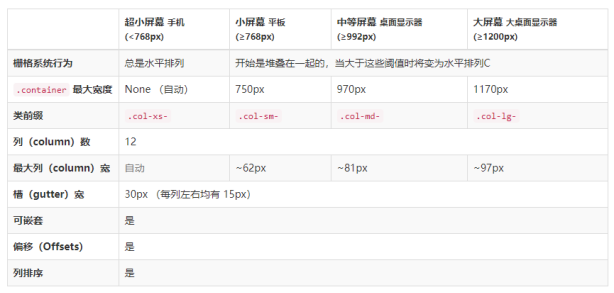 超小屏幕 手机 (<768px)
小屏幕 平板 (≥768px)
中等屏幕 桌面显示器 (≥992px)
大屏幕 大桌面显示器 (≥1200px)
栅格系统行为 总是水平排列 开始是堆叠在一起的，当大于这些阈值时将变为水平排列C
.container 最大宽度 None （自动） 750px 970px 1170px
类前缀 .col-xs- .col-sm- .col-md- .col-lg-
列（column）数 12
最大列（column）宽 自动 ~62px ~81px ~97px
槽（gutter）宽 30px （每列左右均有 15px）
可嵌套 是
偏移（Offsets） 是
列排序 是